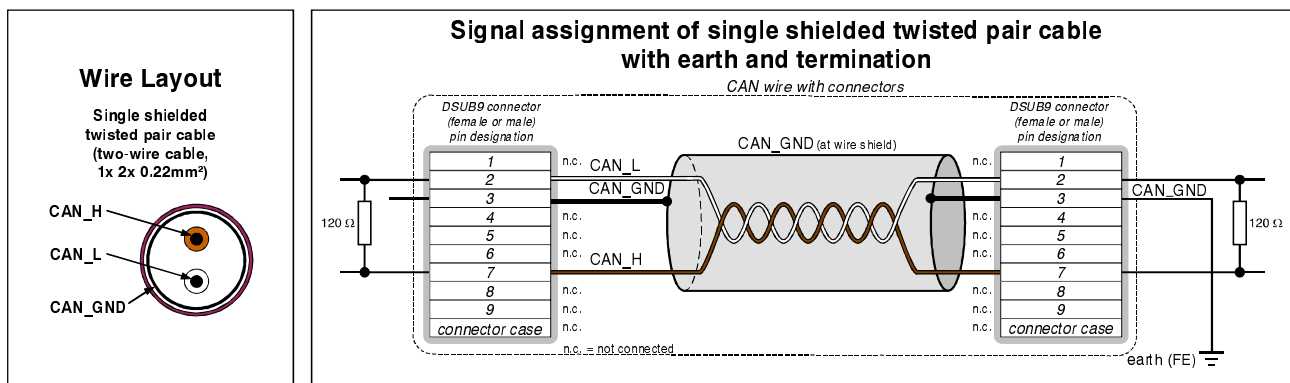 Wire Layout
Single shielded
twisted pair cable
(two-wire cable,
1x 2x 0.22mm²)
CAN_H
CAN_L
CAN_GND
Signal assignment of single shielded twisted pair cable
with earth and termination
CAN wire with connectors
DSUB9 connector
(female or male)
pin designation
1
2
3
4
5
6
7
8
9
connector case
120 Ω
n.c.
CAN_L
CAN_GND
n.c.
n.c.
n.c.
CAN_H
n.c.
n.c.
n.c.
n.c. = not connected
CAN_GND (at wire shield)
DSUB9 connector
(female or male)
pin designation
n.c.
n.c.
n.c.
n.c.
n.c.
n.c.
n.c.
1
2
3
4
5
6
7
8
9
connector case
CAN_GND
120 Ω
earth (FE)